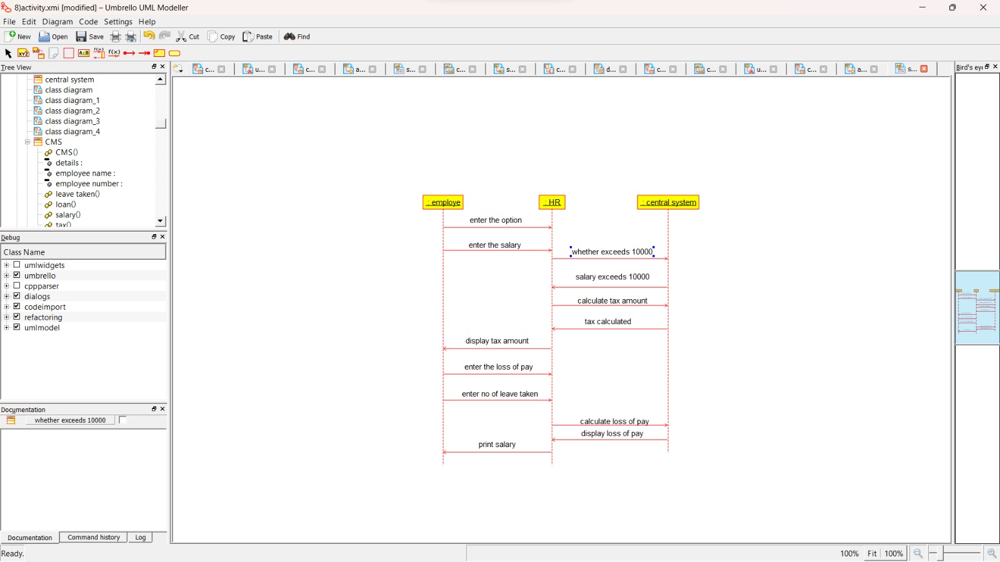 8)activity.xmi [modified] – Umbrello UML Modeller
File Edit Diagram Code Settings Help
New Open Save Cut Copy Paste Find
XYZ A:B f(x) f(x)
Tree View
c... u... c... a... s... c... s... c... d... c... c... u... c... a... s...
Bird's eye
central system
class diagram
class diagram_1
class diagram_2
class diagram_3
class diagram_4
CMS
CMS()
details :
employee name :
employee number :
leave taken()
loan()
salary()
tax()
Debug
Class Name
umlwidgets
umbrello
cppparser
dialogs
codeimport
refactoring
umlmodel
Documentation
whether exceeds 10000
Documentation Command history Log
: employe : HR : central system
enter the option
enter the salary
whether exceeds 10000
salary exceeds 10000
calculate tax amount
tax calculated
display tax amount
enter the loss of pay
enter no of leave taken
calculate loss of pay
display loss of pay
print salary
Ready.
100% Fit 100%